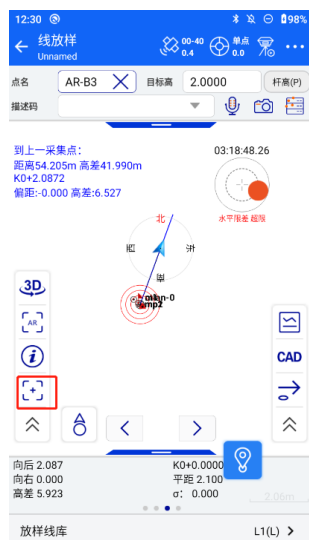 12:30 98%
线放样
Unnamed
00-40
0.4
单点
0.0
点名 AR-B3 目标高 2.0000 杆高(P)
描述码
到上一采集点:
距离54.205m 高差41.990m
K0+2.0872
偏距:-0.000 高差:6.527
03:18:48.26
水平限差 超限
北
西 东
南
mp2
3D
AR
CAD
向后 2.087 K0+0.0000
向右 0.000 平距 2.100
高差 5.923 σ: 0.000
2.06m
放样线库 L1(L)